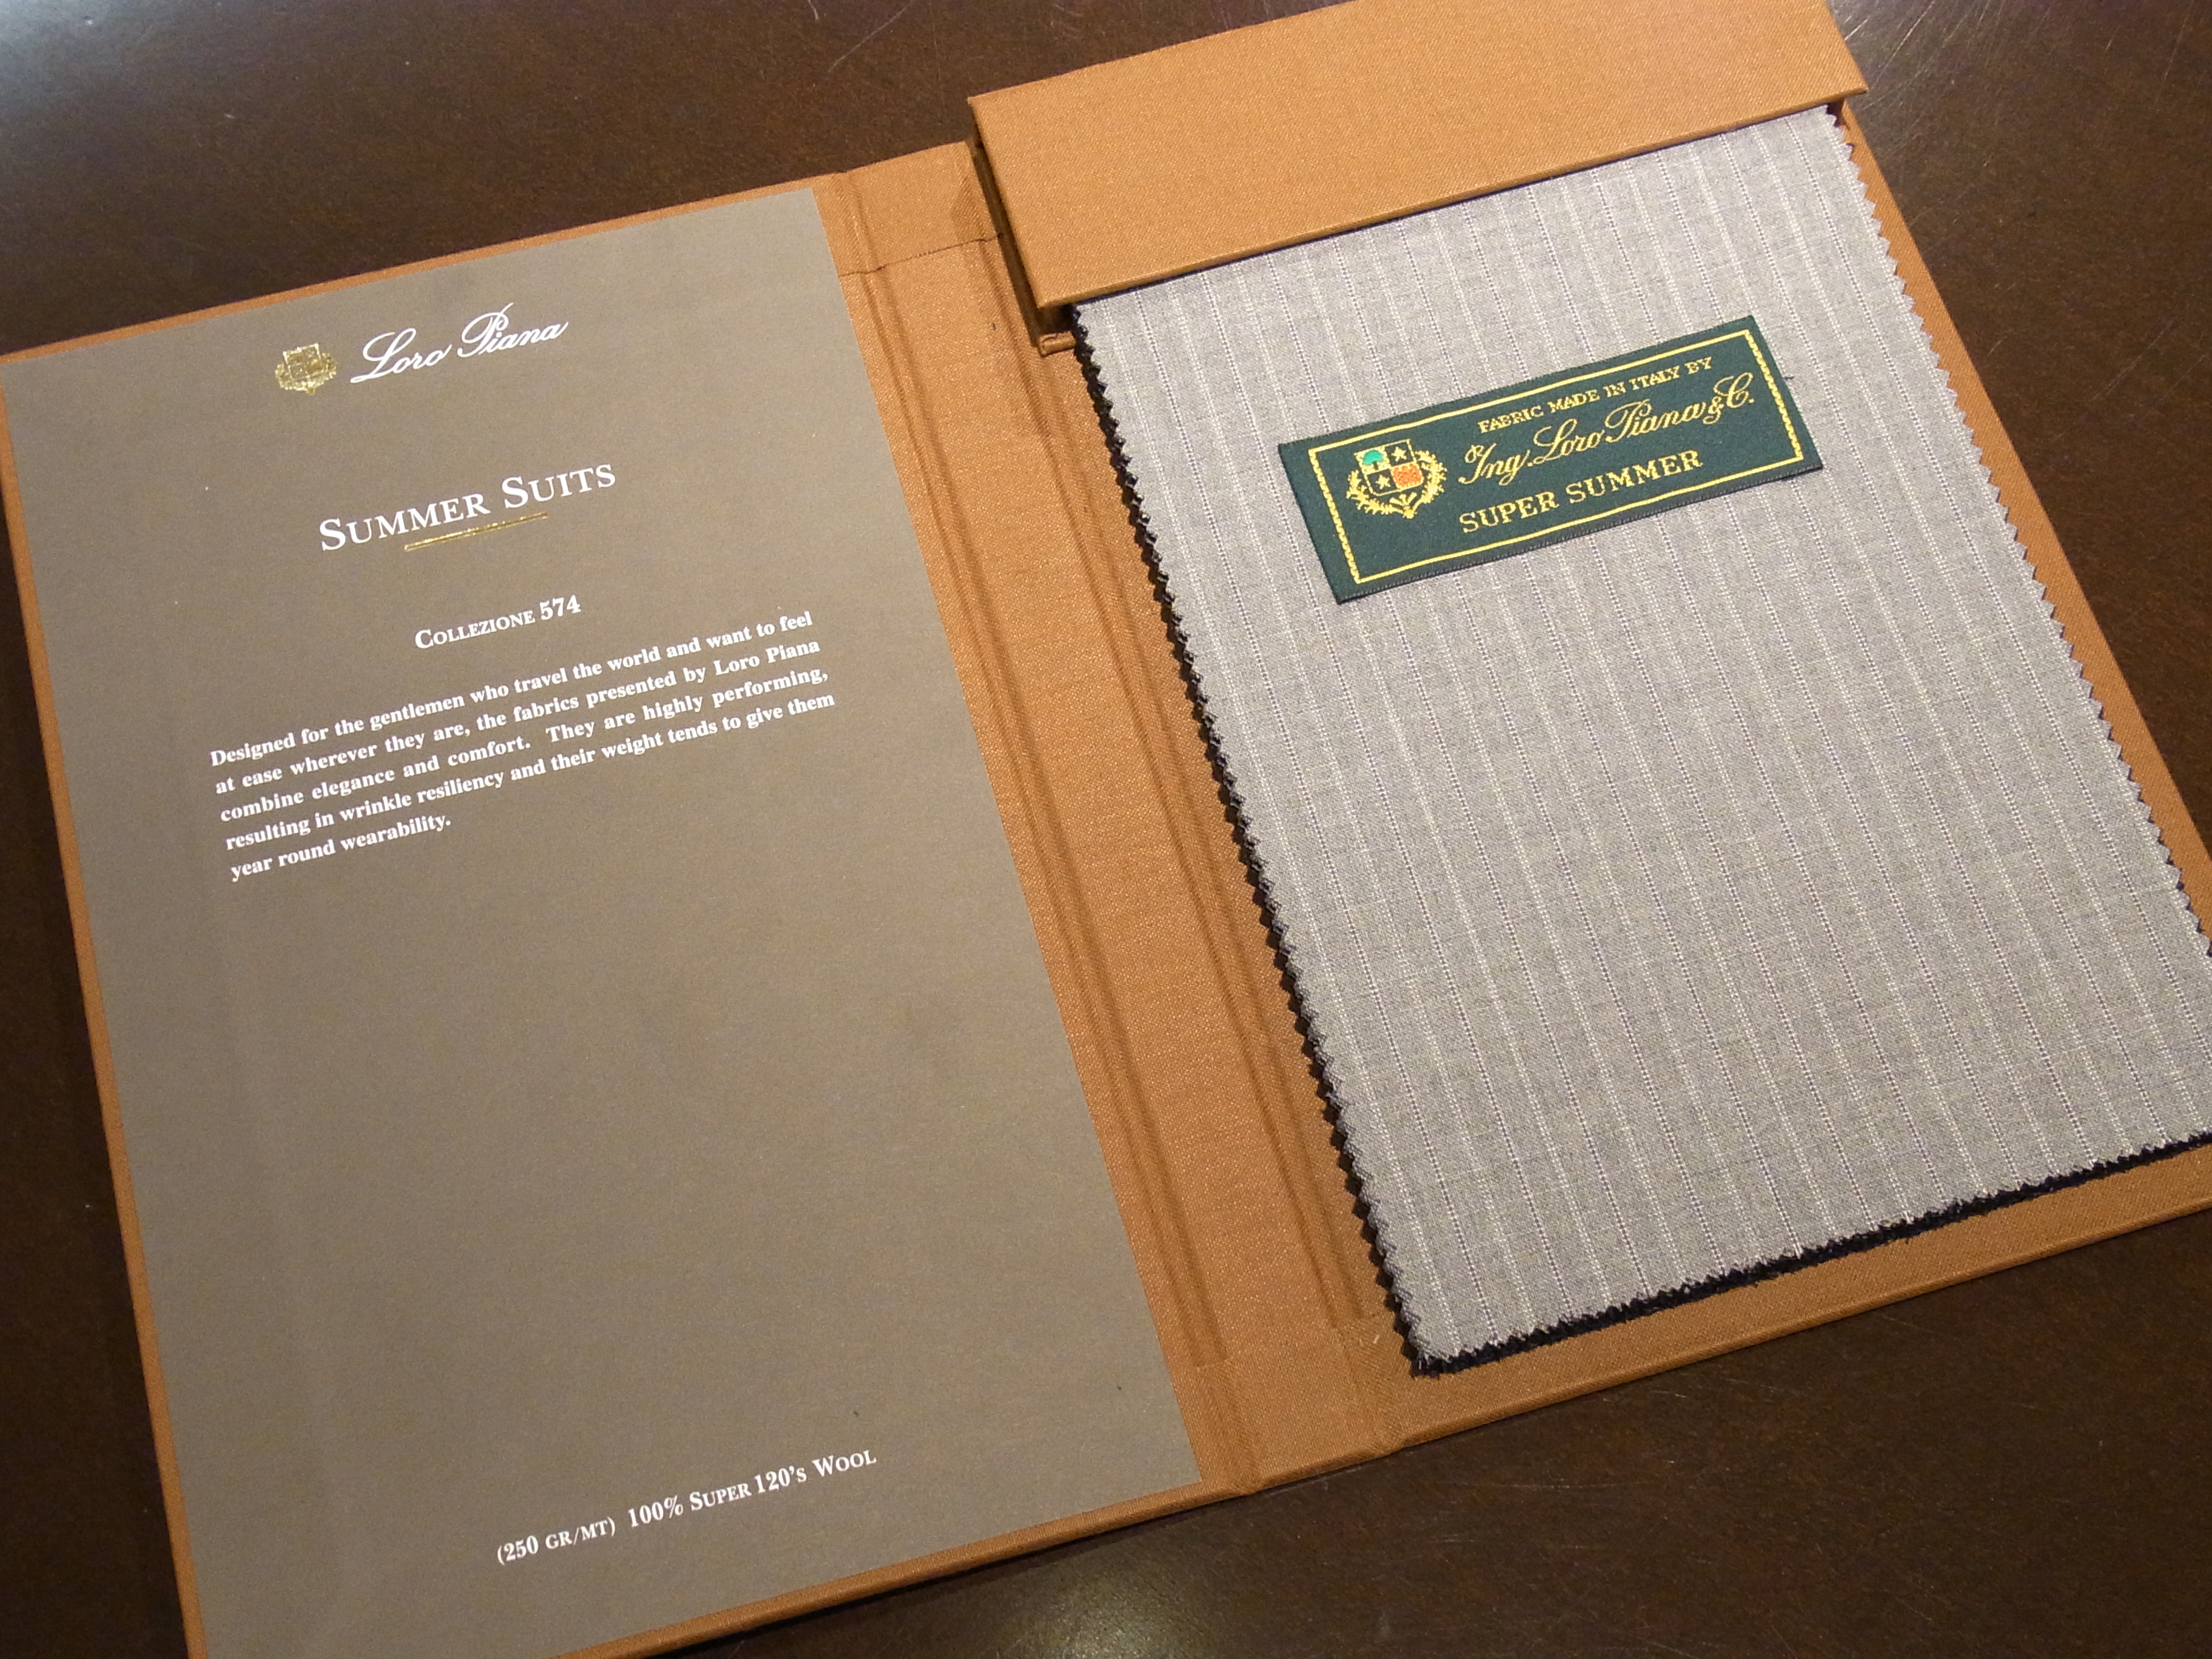 Loro Piana
SUMMER SUITS
COLLEZIONE 574
Designed for the gentlemen who travel the world and want to feel
at ease wherever they are, the fabrics presented by Loro Piana
combine elegance and comfort. They are highly performing,
resulting in wrinkle resiliency and their weight tends to give them
year round wearability.
(250 GR/MT) 100% SUPER 120's WOOL
FABRIC MADE IN ITALY BY
Ing. Loro Piana & C.
SUPER SUMMER